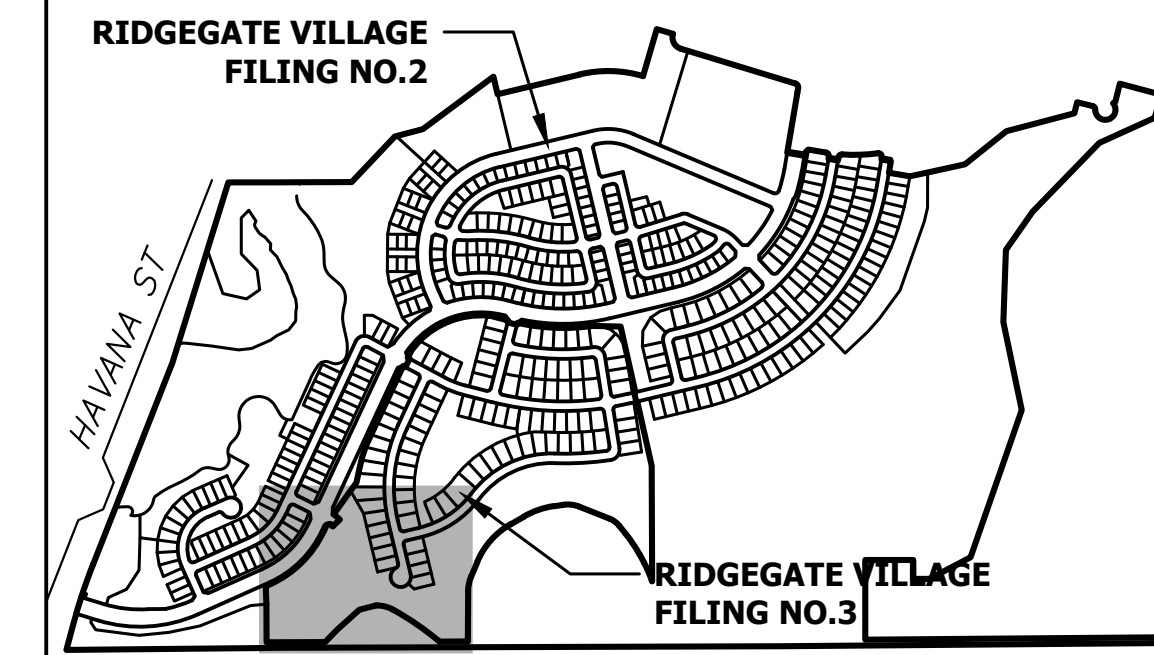 RIDGEGATE VILLAGE
FILING NO.2
HAVANA ST
RIDGEGATE VILLAGE
FILING NO.3